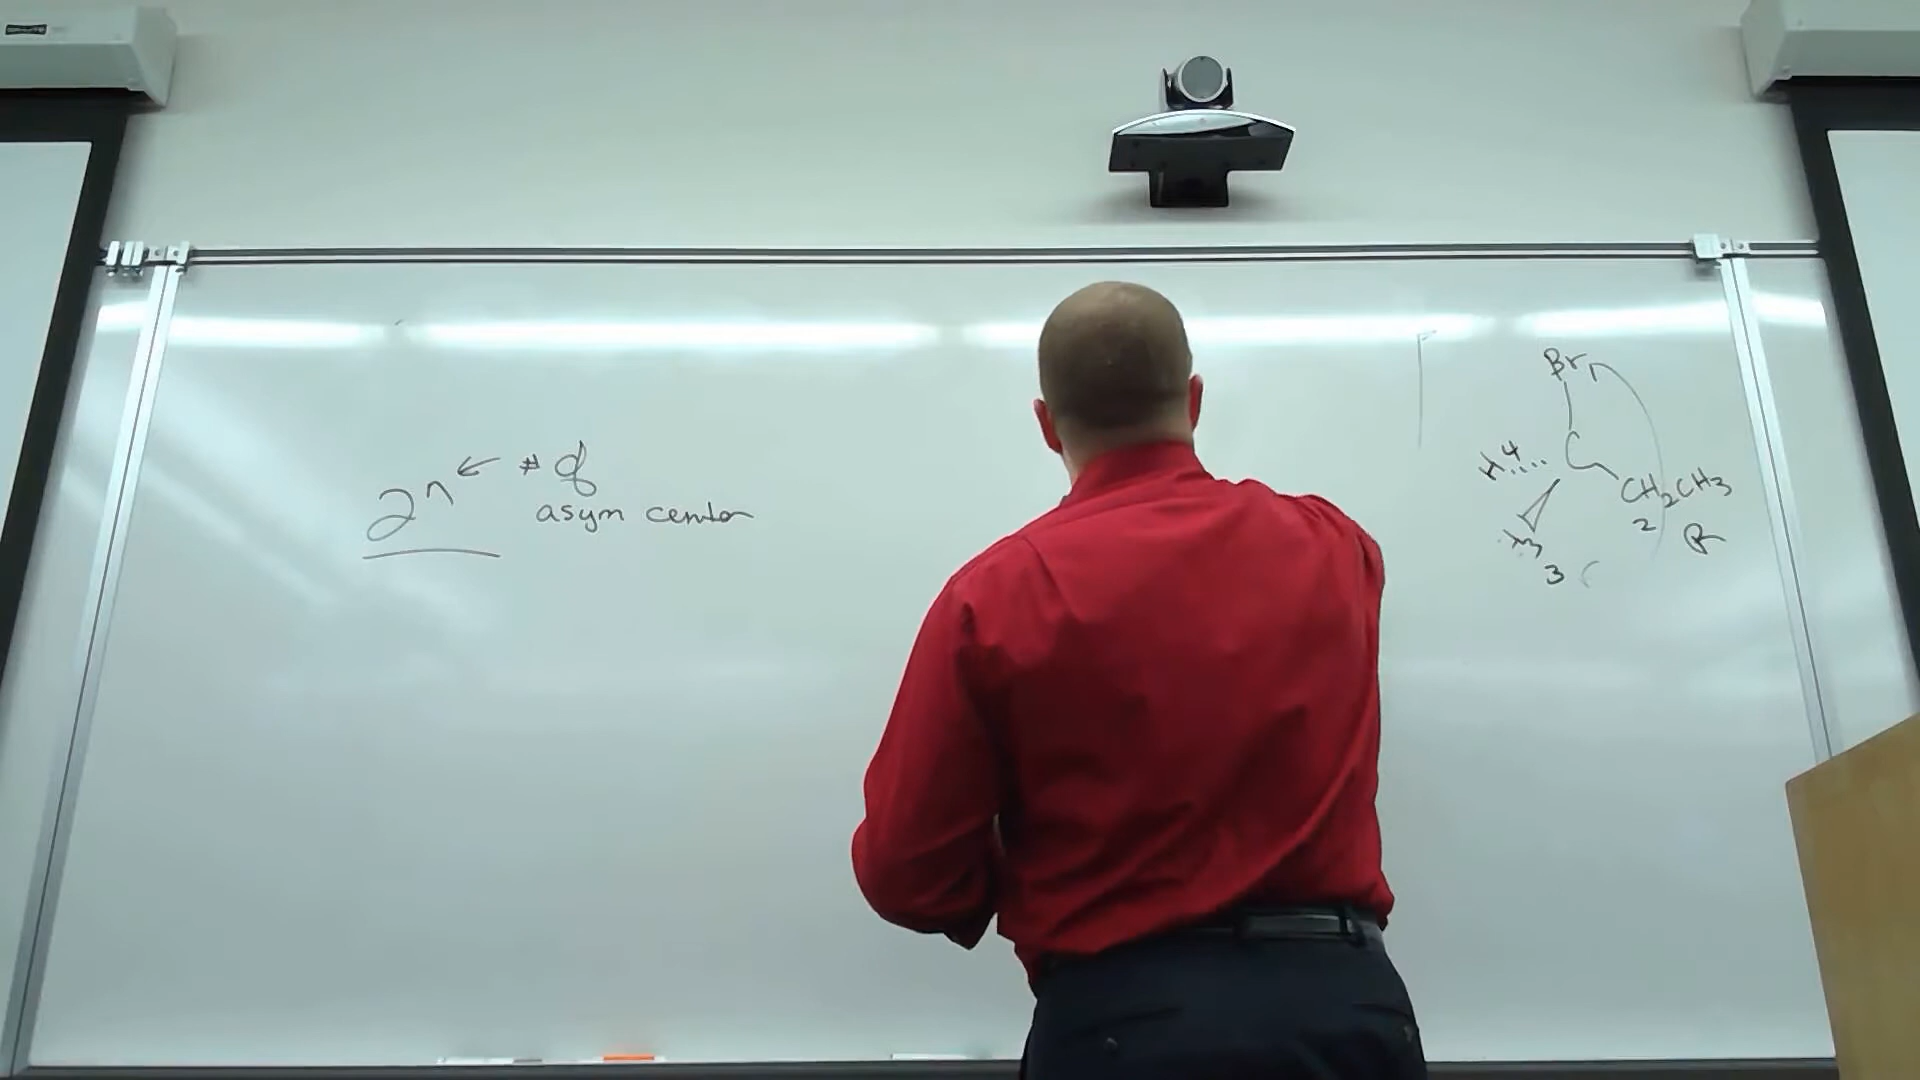 2ⁿ ← # of
asym center
Br 1
H 4
C
CH2CH3
2
R
3